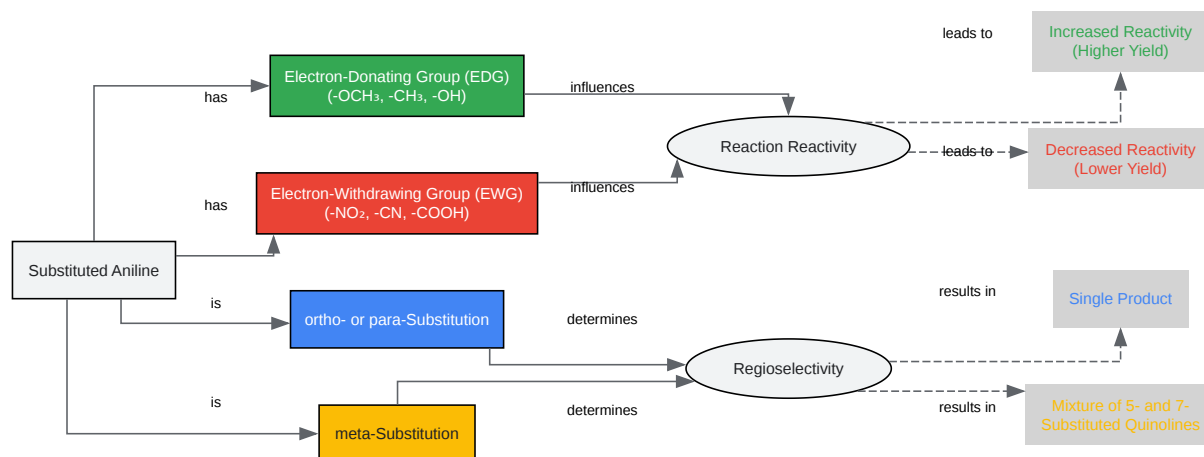 leads to
Increased Reactivity
(Higher Yield)
Electron-Donating Group (EDG)
(-OCH₃, -CH₃, -OH)
has
influences
Reaction Reactivity
leads to
Decreased Reactivity
(Lower Yield)
Electron-Withdrawing Group (EWG)
(-NO₂, -CN, -COOH)
has
influences
Substituted Aniline
is
ortho- or para-Substitution
determines
results in
Single Product
Regioselectivity
is
meta-Substitution
determines
results in
Mixture of 5- and 7-
Substituted Quinolines